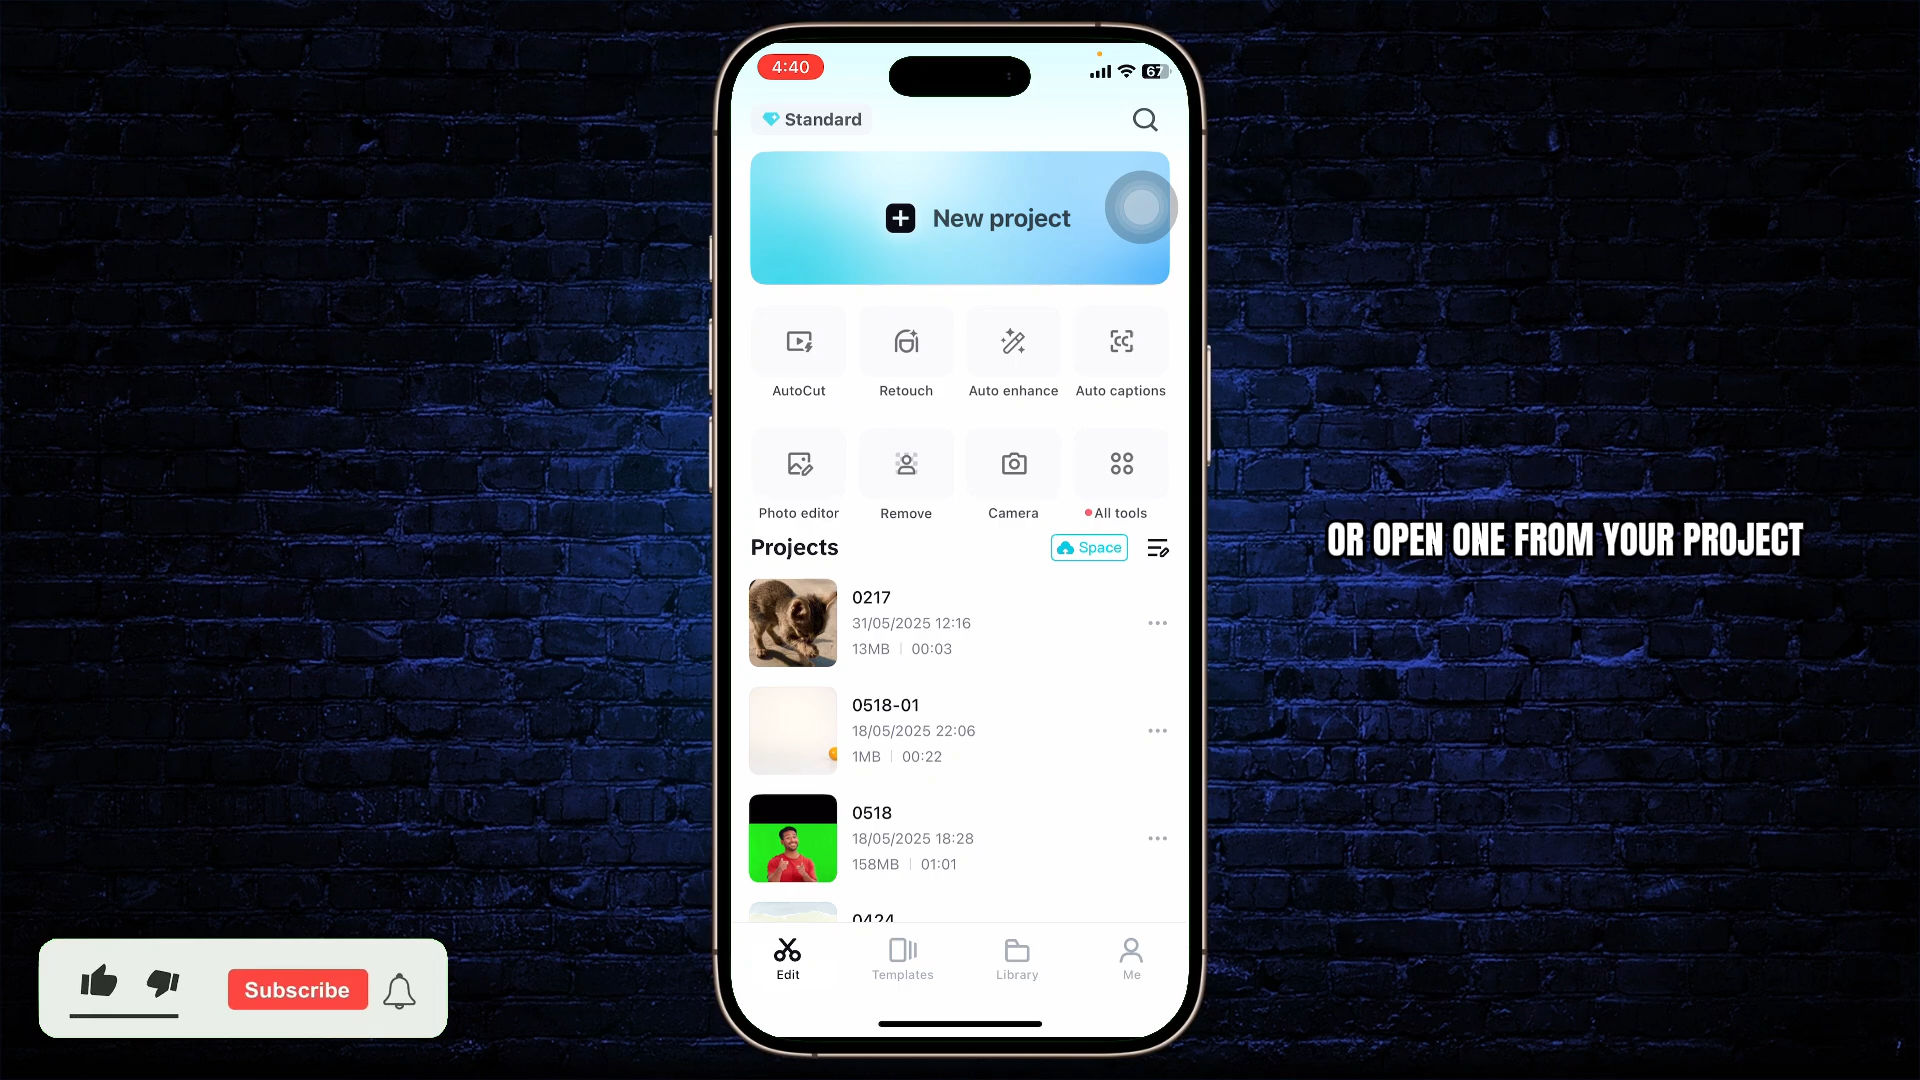 4:40
67
Standard
New project
AutoCut
Retouch
Auto enhance
Auto captions
CC
Photo editor
Remove
Camera
All tools
Projects
Space
0217
31/05/2025 12:16
13MB | 00:03
0518-01
18/05/2025 22:06
1MB | 00:22
0518
18/05/2025 18:28
158MB | 01:01
0424
Edit
Templates
Library
Me
OR OPEN ONE FROM YOUR PROJECT
Subscribe